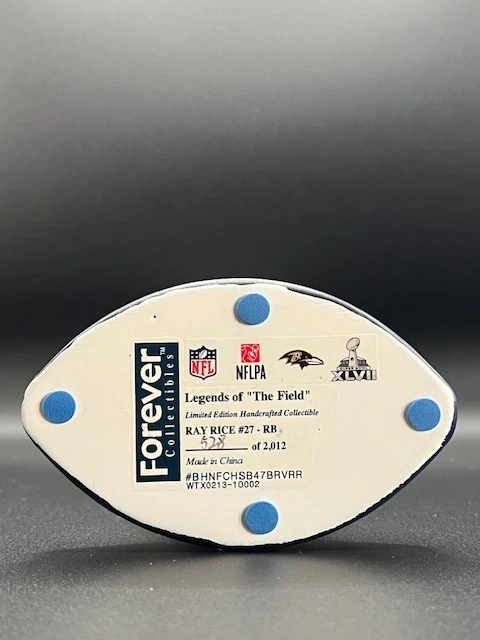 Forever™
Collectibles
NFL
NFLPA
XLVII
Legends of "The Field"
Limited Edition Handcrafted Collectible
RAY RICE #27 - RB
528 of 2,012
Made in China
#BHNFCHSB47BRVRR
WTX0213-10002